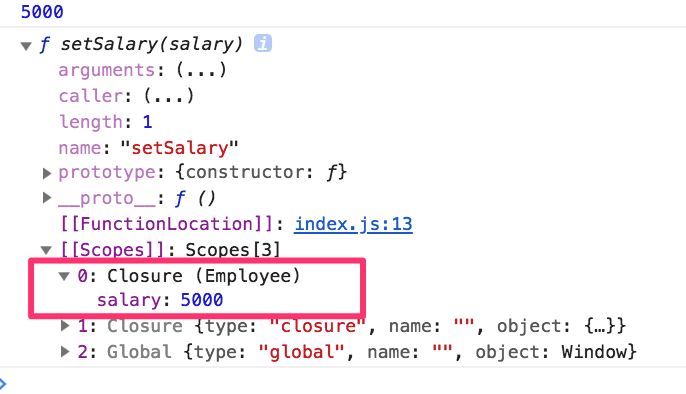 5000
ƒ setSalary(salary) i
arguments: (...)
caller: (...)
length: 1
name: "setSalary"
prototype: {constructor: ƒ}
__proto__: ƒ ()
[[FunctionLocation]]: index.js:13
[[Scopes]]: Scopes[3]
0: Closure (Employee)
salary: 5000
1: Closure {type: "closure", name: "", object: {…}}
2: Global {type: "global", name: "", object: Window}